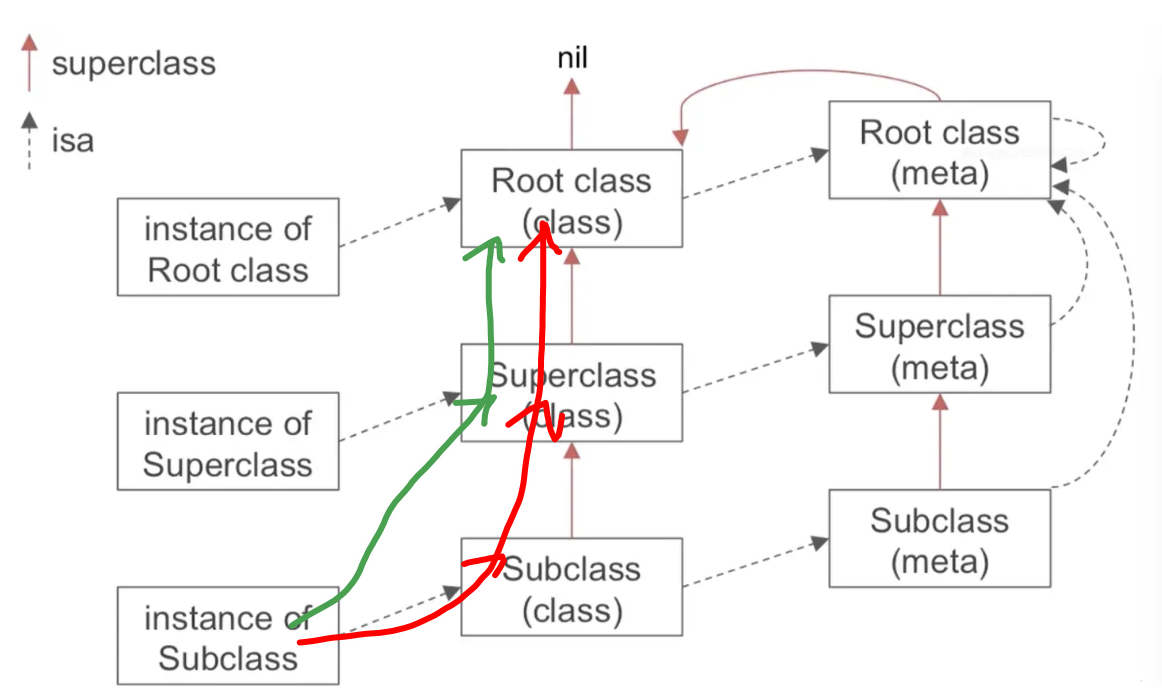 superclass
isa
nil
Root class
(class)
Root class
(meta)
instance of
Root class
Superclass
(class)
Superclass
(meta)
instance of
Superclass
Subclass
(class)
Subclass
(meta)
instance of
Subclass